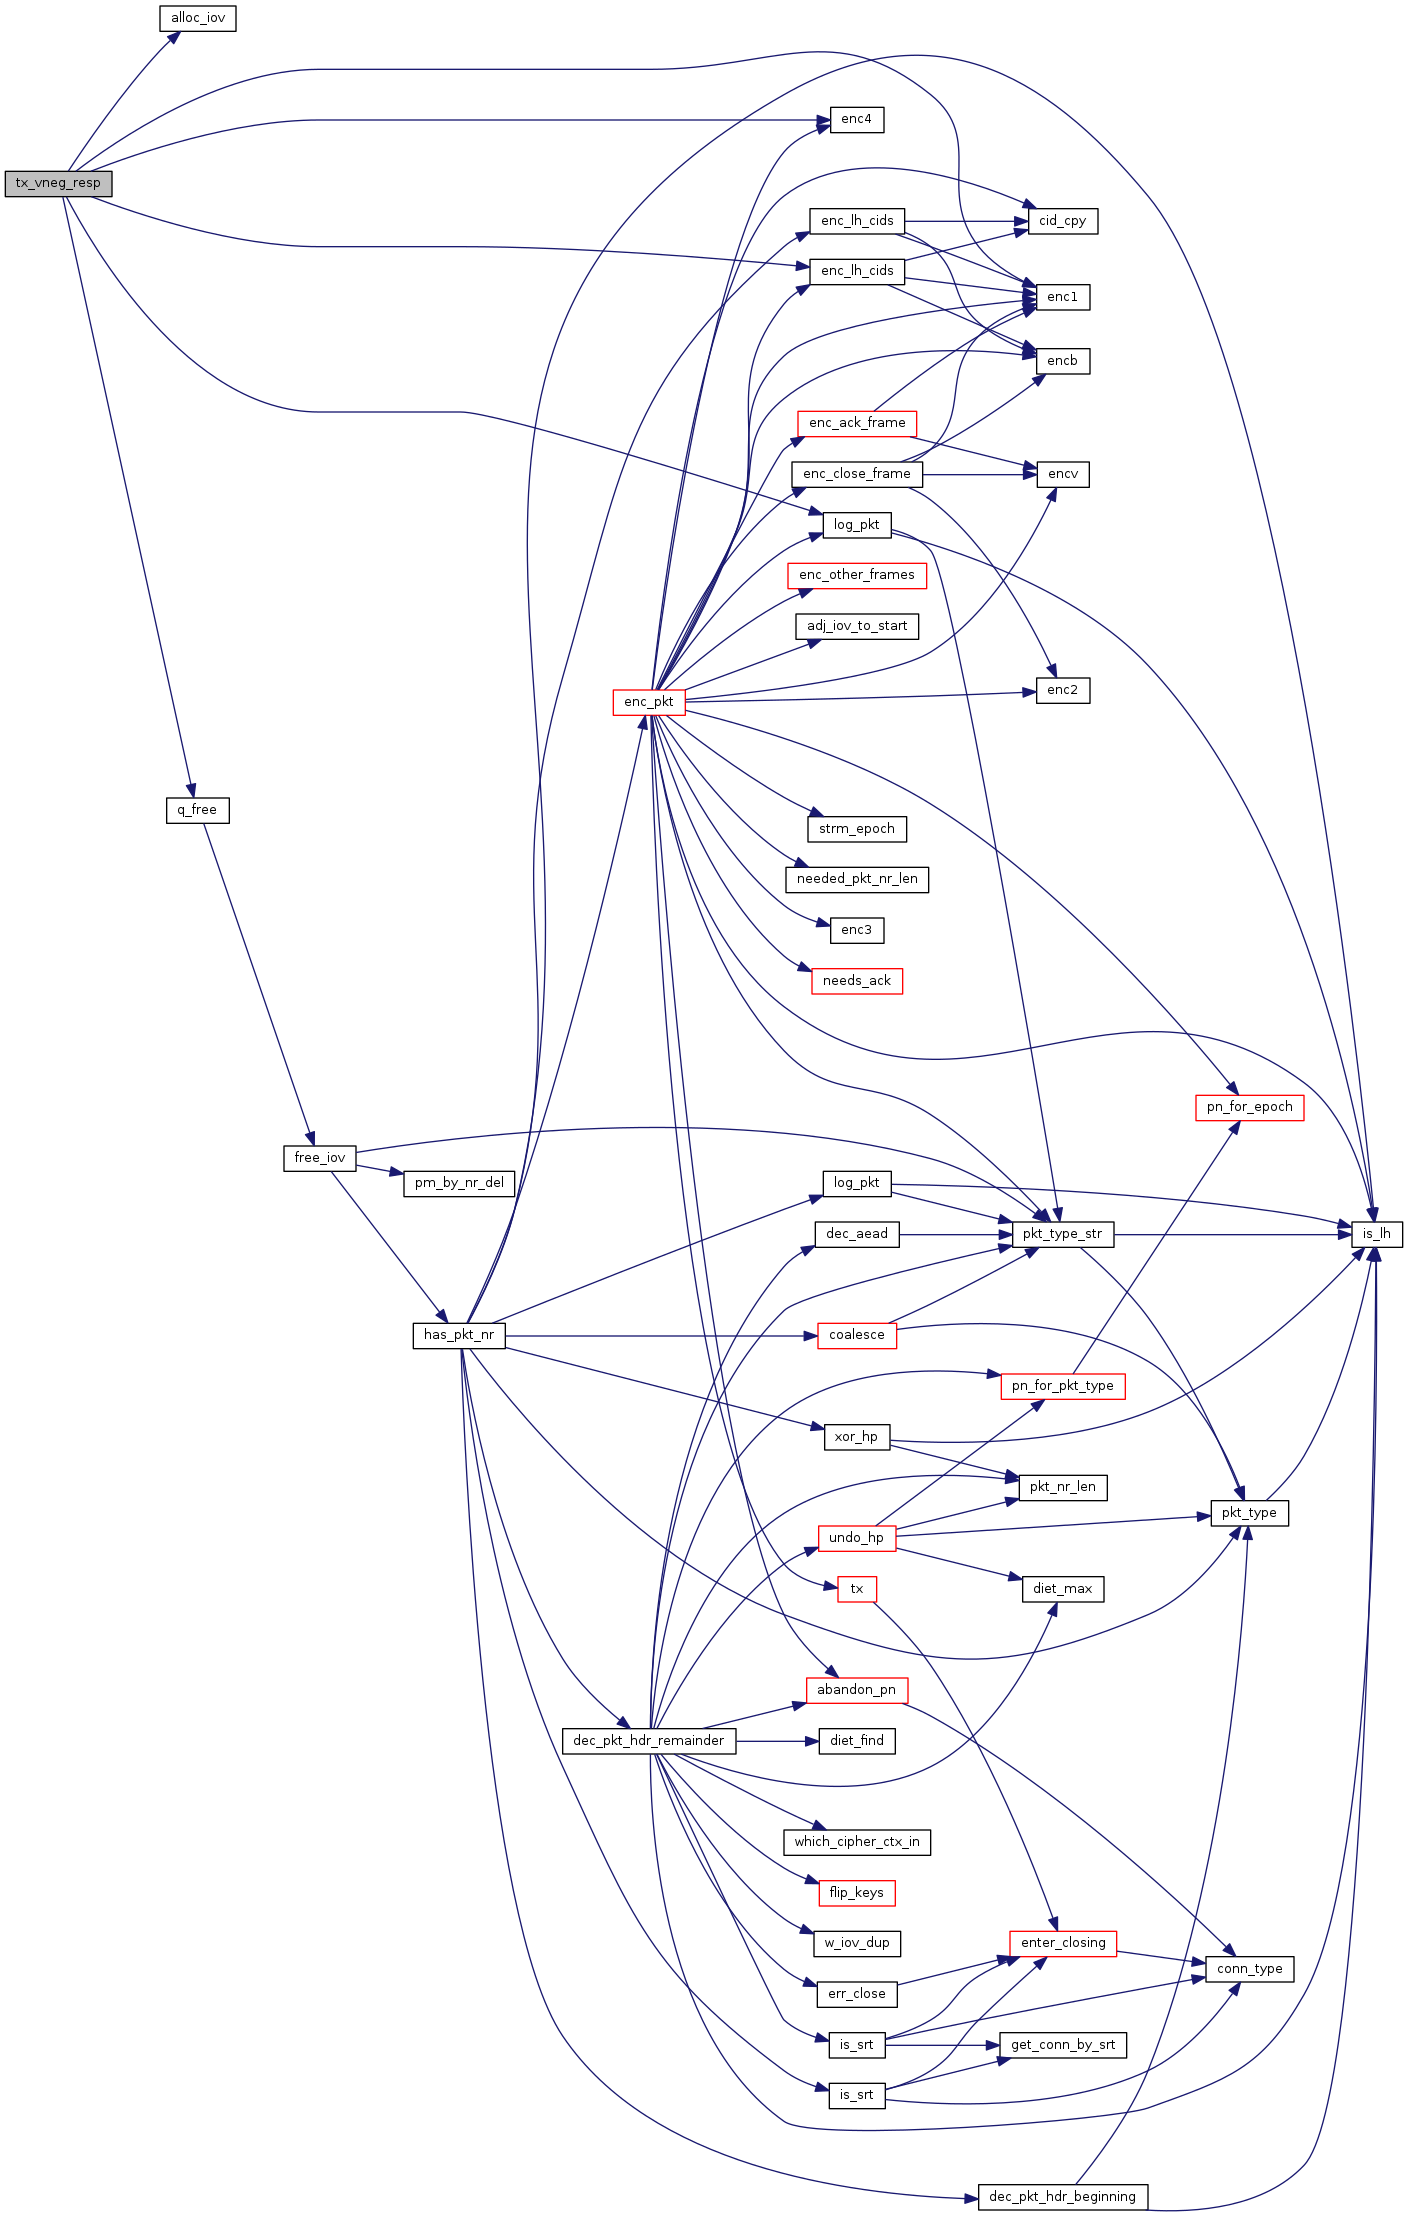 alloc_iov
enc4
tx_vneg_resp
enc_lh_cids
cid_cpy
enc_lh_cids
enc1
encb
enc_ack_frame
enc_close_frame
encv
log_pkt
enc_other_frames
adj_iov_to_start
enc2
enc_pkt
q_free
strm_epoch
needed_pkt_nr_len
enc3
needs_ack
pn_for_epoch
free_iov
pm_by_nr_del
log_pkt
dec_aead
pkt_type_str
is_lh
has_pkt_nr
coalesce
pn_for_pkt_type
xor_hp
pkt_nr_len
pkt_type
undo_hp
tx
diet_max
abandon_pn
dec_pkt_hdr_remainder
diet_find
which_cipher_ctx_in
flip_keys
w_iov_dup
enter_closing
conn_type
err_close
is_srt
get_conn_by_srt
is_srt
dec_pkt_hdr_beginning